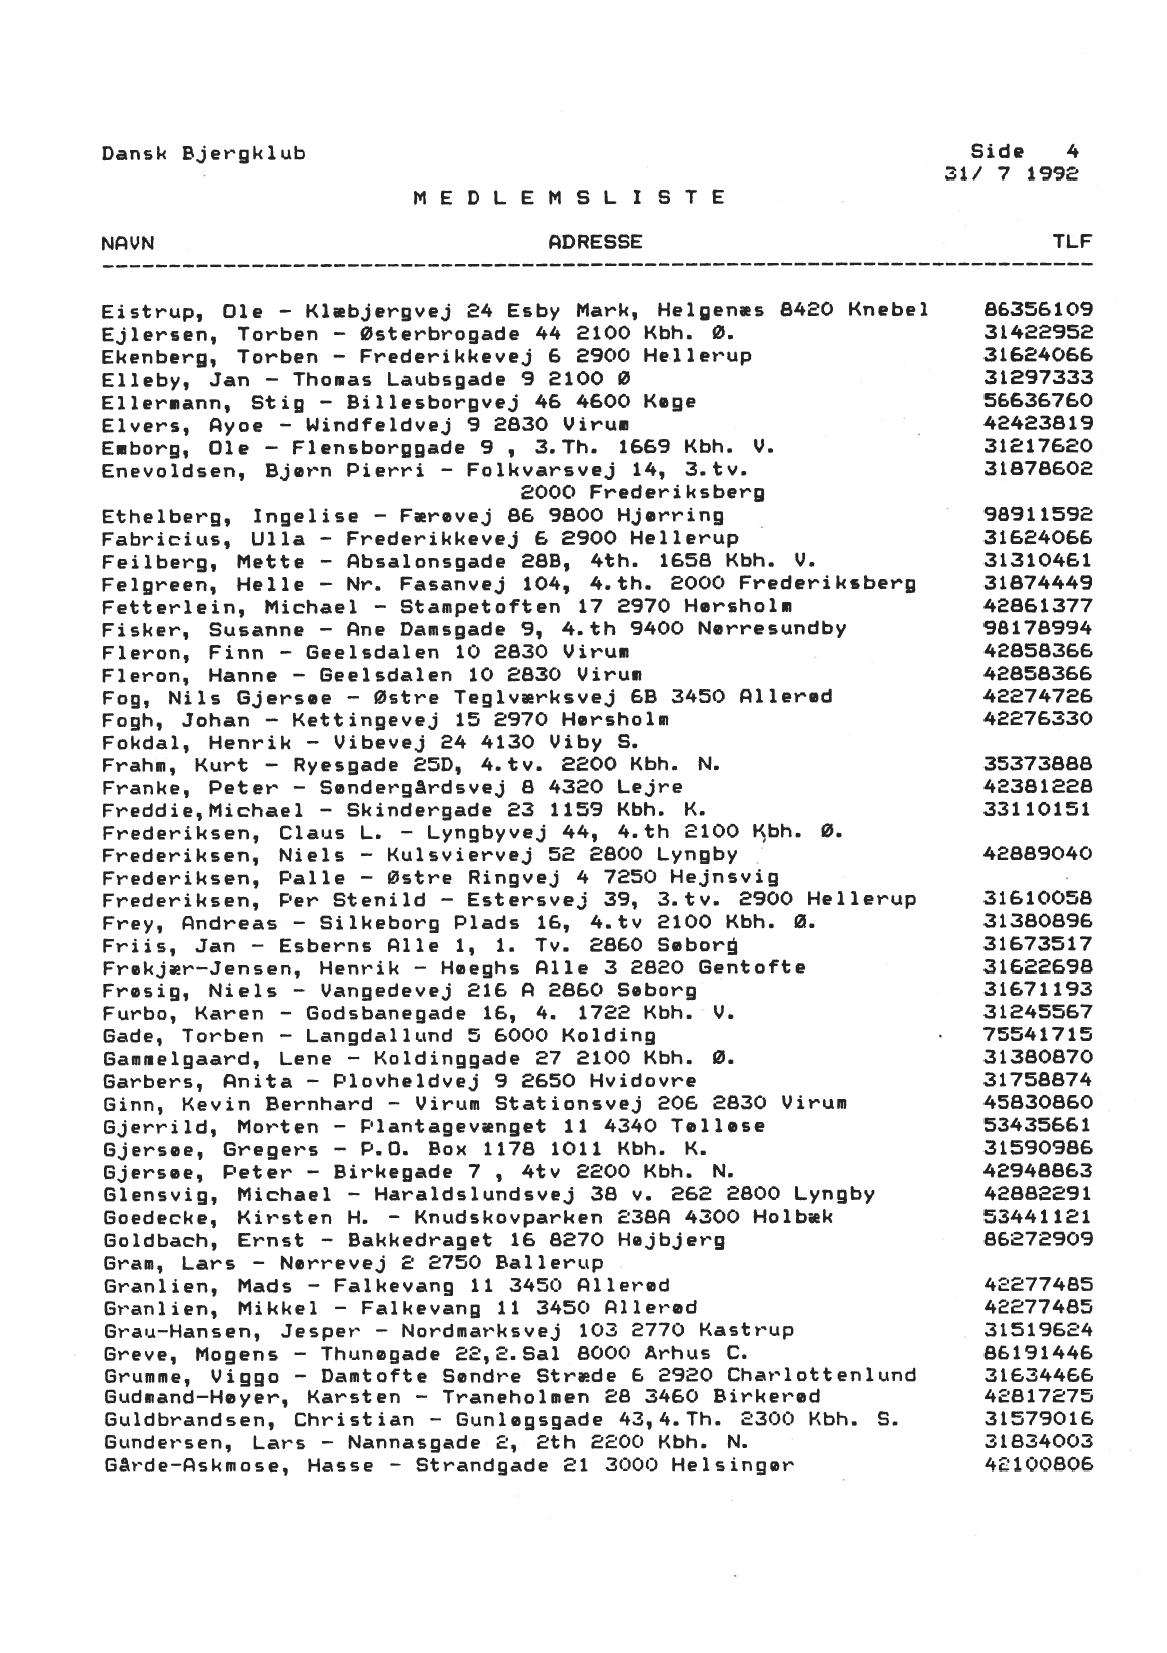 Dansk Bjergklub Side 4
31/ 7 1992
M E D L E M S L I S T E
NAVN ADRESSE TLF
--------------------------------------------------------------------------
Eistrup, Ole - Klæbjergvej 24 Esby Mark, Helgenæs 8420 Knebel 86356109
Ejlersen, Torben - Østerbrogade 44 2100 Kbh. Ø. 31422952
Ekenberg, Torben - Frederikkevej 6 2900 Hellerup 31624066
Elleby, Jan - Thomas Laubsgade 9 2100 Ø 31297333
Ellermann, Stig - Billesborgvej 46 4600 Køge 56636760
Elvers, Ayoe - Windfeldvej 9 2830 Virum 42423819
Emborg, Ole - Flensborggade 9 , 3.Th. 1669 Kbh. V. 31217620
Enevoldsen, Bjørn Pierri - Folkvarsvej 14, 3.tv. 31878602
2000 Frederiksberg
Ethelberg, Ingelise - Færøvej 86 9800 Hjørring 98911592
Fabricius, Ulla - Frederikkevej 6 2900 Hellerup 31624066
Feilberg, Mette - Absalonsgade 28B, 4th. 1658 Kbh. V. 31310461
Felgreen, Helle - Nr. Fasanvej 104, 4.th. 2000 Frederiksberg 31874449
Fetterlein, Michael - Stampetoften 17 2970 Hørsholm 42861377
Fisker, Susanne - Ane Damsgade 9, 4.th 9400 Nørresundby 98178994
Fleron, Finn - Geelsdalen 10 2830 Virum 42858366
Fleron, Hanne - Geelsdalen 10 2830 Virum 42858366
Fog, Nils Gjersøe - Østre Teglværksvej 6B 3450 Allerød 42274726
Fogh, Johan - Kettingevej 15 2970 Hørsholm 42276330
Fokdal, Henrik - Vibevej 24 4130 Viby S.
Frahm, Kurt - Ryesgade 25D, 4.tv. 2200 Kbh. N. 35373888
Franke, Peter - Søndergårdsvej 8 4320 Lejre 42381228
Freddie,Michael - Skindergade 23 1159 Kbh. K. 33110151
Frederiksen, Claus L. - Lyngbyvej 44, 4.th 2100 Kbh. Ø.
Frederiksen, Niels - Kulsviervej 52 2800 Lyngby 42889040
Frederiksen, Palle - Østre Ringvej 4 7250 Hejnsvig
Frederiksen, Per Stenild - Estersvej 39, 3.tv. 2900 Hellerup 31610058
Frey, Andreas - Silkeborg Plads 16, 4.tv 2100 Kbh. Ø. 31380896
Friis, Jan - Esberns Alle 1, 1. Tv. 2860 Søborg 31673517
Frøkjær-Jensen, Henrik - Høeghs Alle 3 2820 Gentofte 31622698
Frøsig, Niels - Vangedevej 216 A 2860 Søborg 31671193
Furbo, Karen - Godsbanegade 16, 4. 1722 Kbh. V. 31245567
Gade, Torben - Langdallund 5 6000 Kolding 75541715
Gammelgaard, Lene - Koldinggade 27 2100 Kbh. Ø. 31380870
Garbers, Anita - Plovheldvej 9 2650 Hvidovre 31758874
Ginn, Kevin Bernhard - Virum Stationsvej 206 2830 Virum 45830860
Gjerrild, Morten - Plantagevænget 11 4340 Tølløse 53435661
Gjersøe, Gregers - P.O. Box 1178 1011 Kbh. K. 31590986
Gjersøe, Peter - Birkegade 7 , 4tv 2200 Kbh. N. 42948863
Glensvig, Michael - Haraldslundsvej 38 v. 262 2800 Lyngby 42882291
Goedecke, Kirsten H. - Knudskovparken 238A 4300 Holbæk 53441121
Goldbach, Ernst - Bakkedraget 16 8270 Højbjerg 86272909
Gram, Lars - Nørrevej 2 2750 Ballerup
Granlien, Mads - Falkevang 11 3450 Allerød 42277485
Granlien, Mikkel - Falkevang 11 3450 Allerød 42277485
Grau-Hansen, Jesper - Nordmarksvej 103 2770 Kastrup 31519624
Greve, Mogens - Thunøgade 22,2.Sal 8000 Arhus C. 86191446
Grumme, Viggo - Damtofte Søndre Stræde 6 2920 Charlottenlund 31634466
Gudmand-Høyer, Karsten - Traneholmen 28 3460 Birkerød 42817275
Guldbrandsen, Christian - Gunløgsgade 43,4.Th. 2300 Kbh. S. 31579016
Gundersen, Lars - Nannasgade 2, 2th 2200 Kbh. N. 31834003
Gårde-Askmose, Hasse - Strandgade 21 3000 Helsingør 42100806